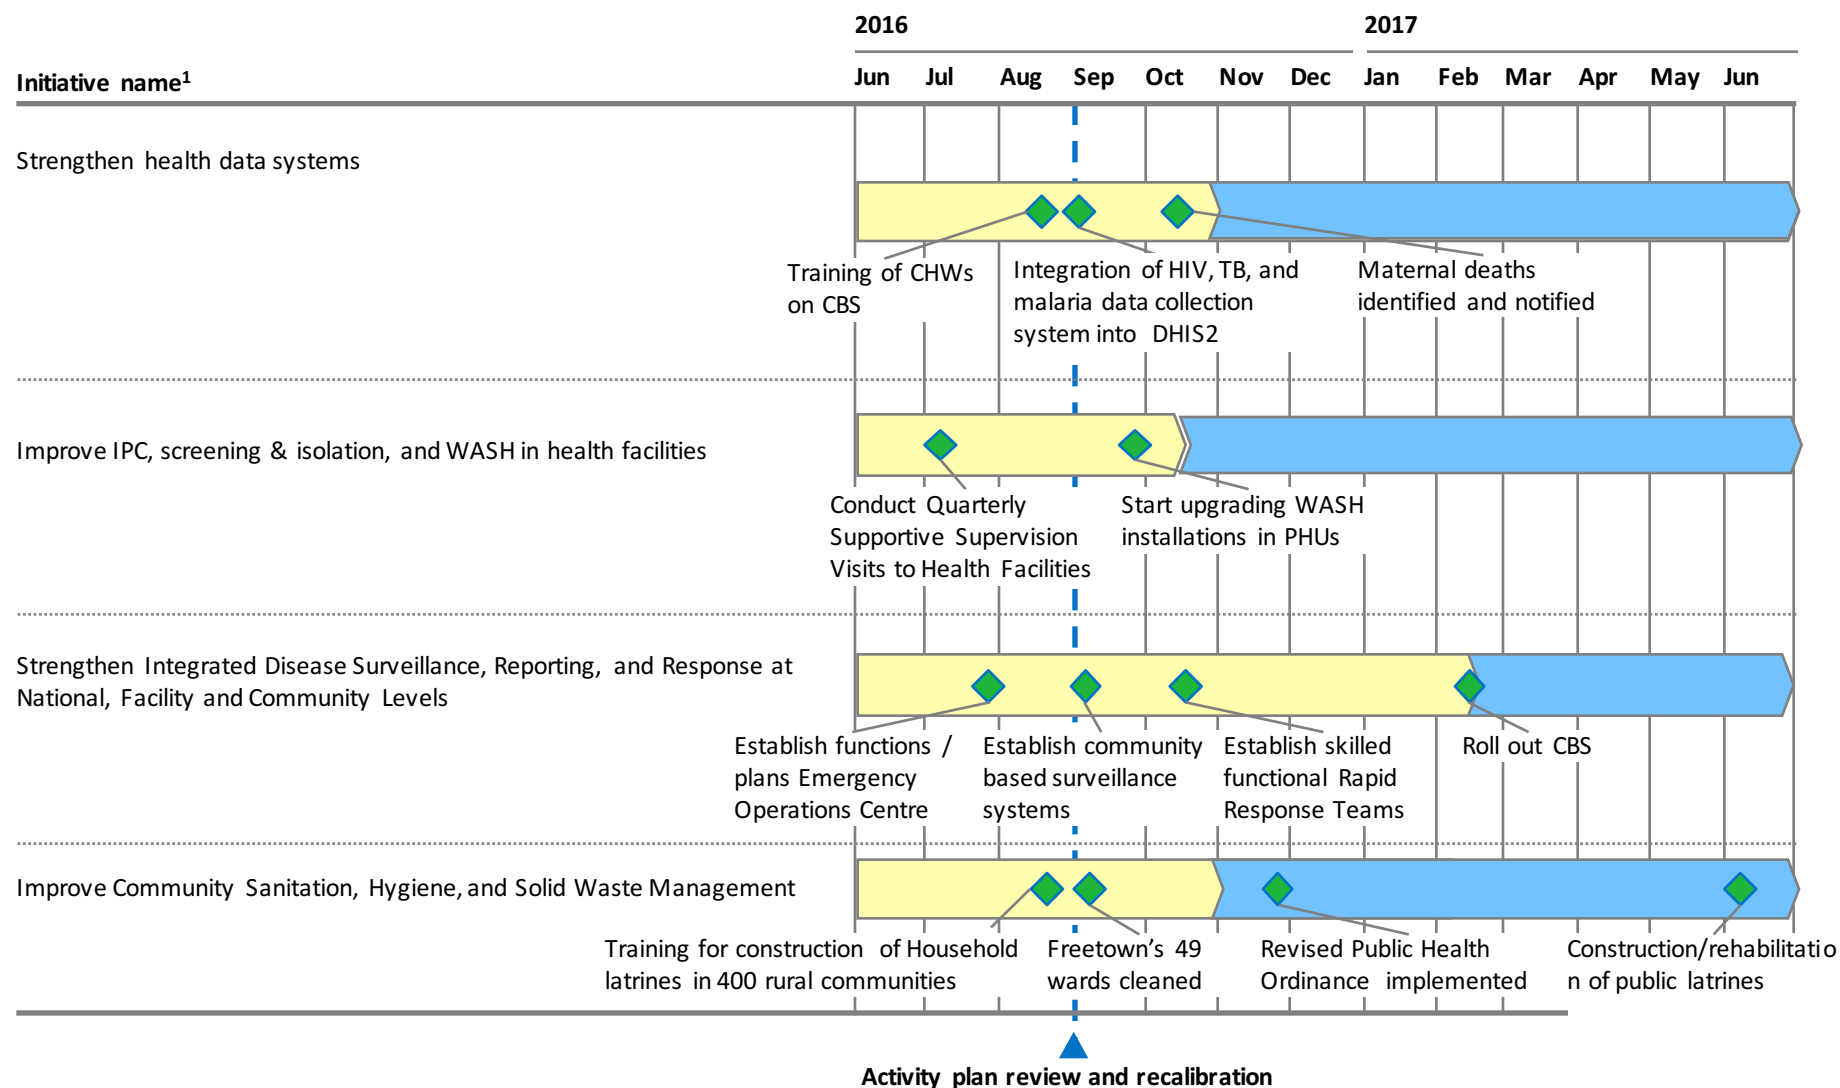 2016 2017
Initiative name1 Jun Jul Aug Sep Oct Nov Dec Jan Feb Mar Apr May Jun
Strengthen health data systems
Training of CHWs
on CBS
Integration of HIV, TB, and
malaria data collection
system into DHIS2
Maternal deaths
identified and notified
Improve IPC, screening & isolation, and WASH in health facilities
Conduct Quarterly
Supportive Supervision
Visits to Health Facilities
Start upgrading WASH
installations in PHUs
Strengthen Integrated Disease Surveillance, Reporting, and Response at
National, Facility and Community Levels
Establish functions /
plans Emergency
Operations Centre
Establish community
based surveillance
systems
Establish skilled
functional Rapid
Response Teams
Roll out CBS
Improve Community Sanitation, Hygiene, and Solid Waste Management
Training for construction of Household
latrines in 400 rural communities
Freetown’s 49
wards cleaned
Revised Public Health
Ordinance implemented
Construction/rehabilitatio
n of public latrines
Activity plan review and recalibration